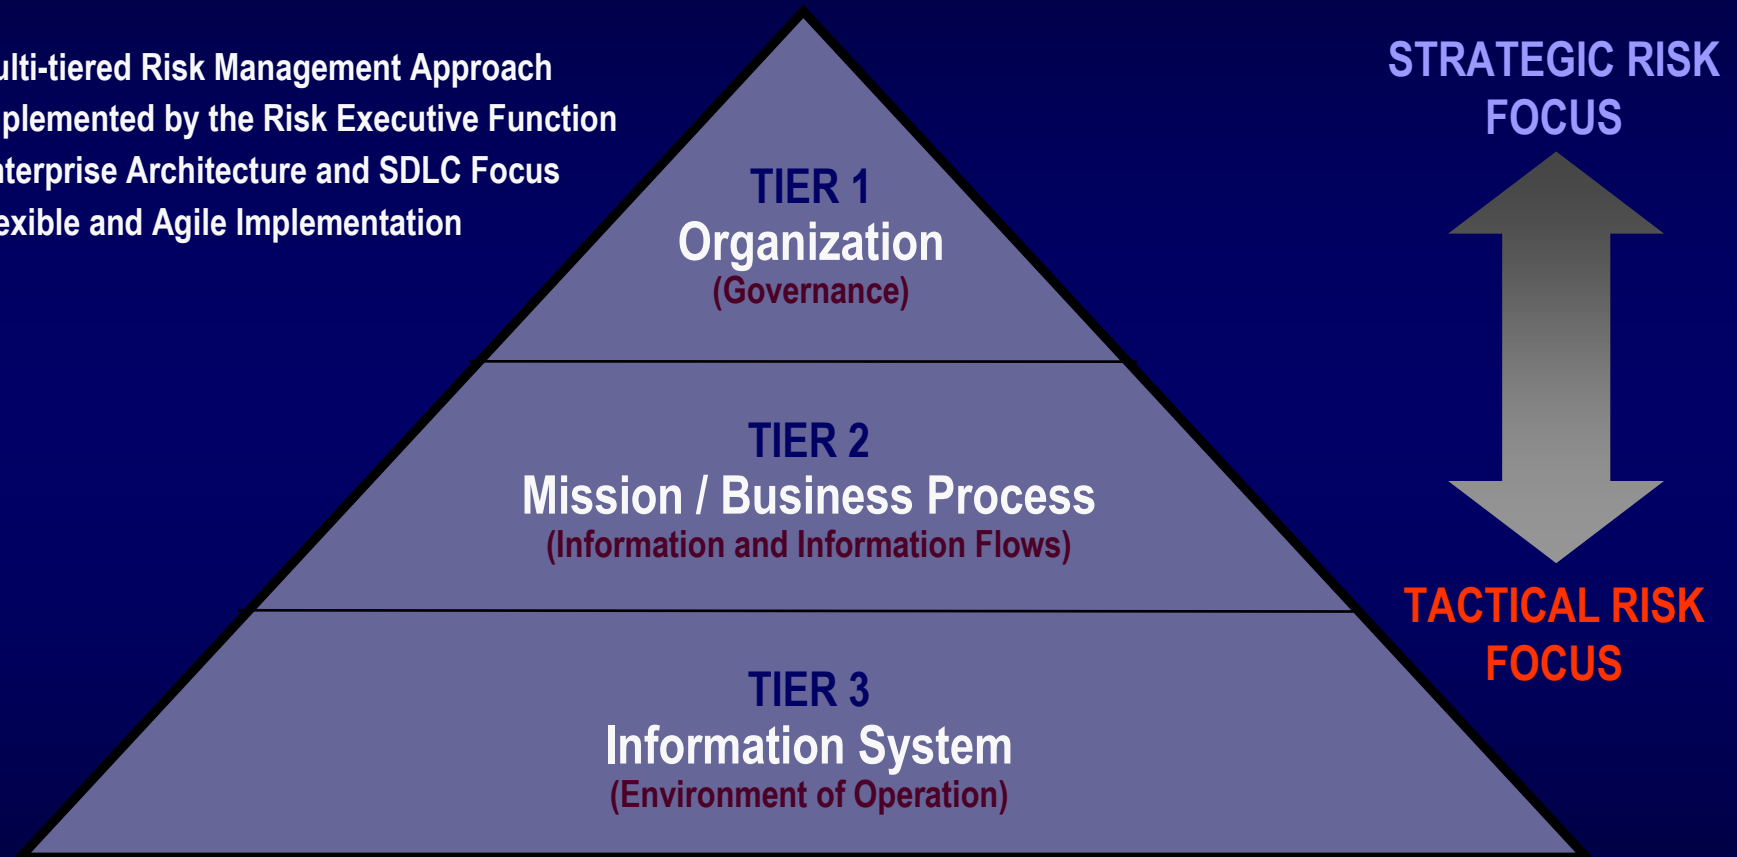 ulti-tiered Risk Management Approach
plemented by the Risk Executive Function
nterprise Architecture and SDLC Focus
exible and Agile Implementation
STRATEGIC RISK
FOCUS
TIER 1
Organization
(Governance)
TIER 2
Mission / Business Process
(Information and Information Flows)
TACTICAL RISK
FOCUS
TIER 3
Information System
(Environment of Operation)